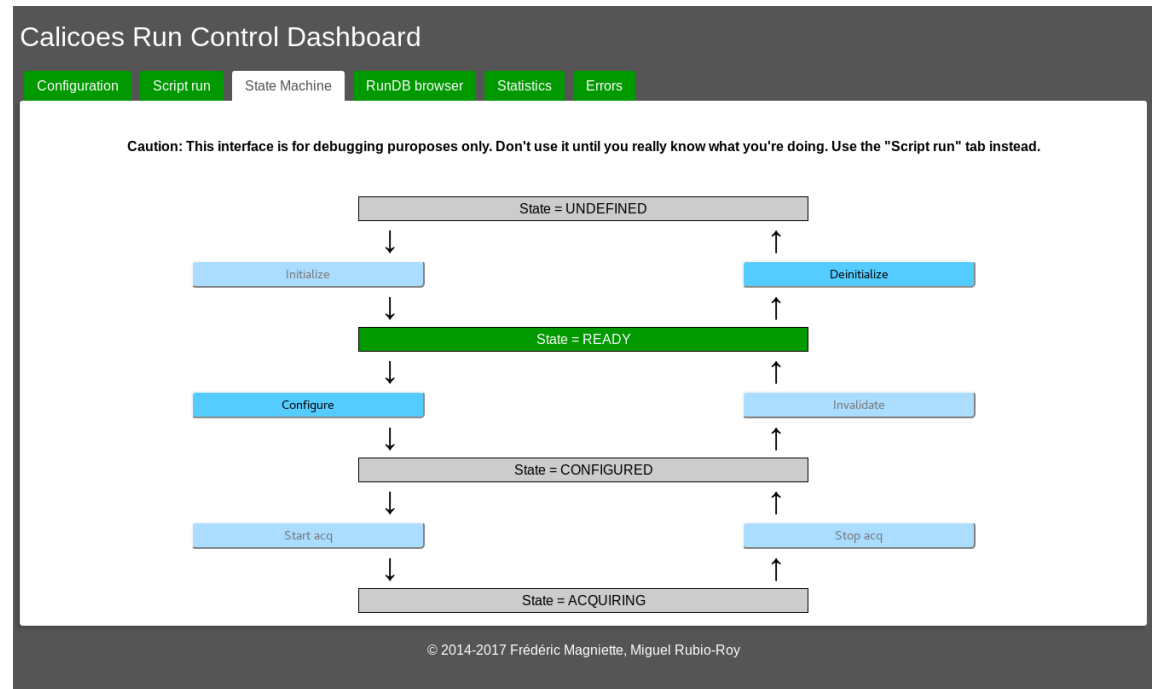 Calicoes Run Control Dashboard
Configuration Script run State Machine RunDB browser Statistics Errors
Caution: This interface is for debugging puroposes only. Don't use it until you really know what you're doing. Use the "Script run" tab instead.
State = UNDEFINED
Initialize Deinitialize
State = READY
Configure Invalidate
State = CONFIGURED
Start acq Stop acq
State = ACQUIRING
© 2014-2017 Frédéric Magniette, Miguel Rubio-Roy